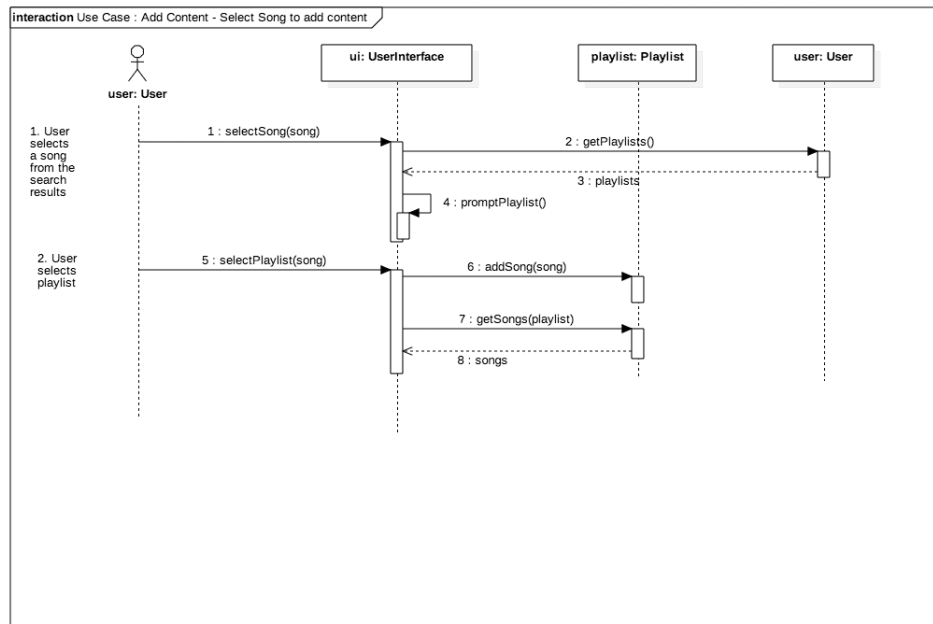 interaction Use Case : Add Content - Select Song to add content
ui: UserInterface
playlist: Playlist
user: User
user: User
1. User
selects
a song
from the
search
results
1 : selectSong(song)
2 : getPlaylists()
3 : playlists
4 : promptPlaylist()
2. User
selects
playlist
5 : selectPlaylist(song)
6 : addSong(song)
7 : getSongs(playlist)
8 : songs